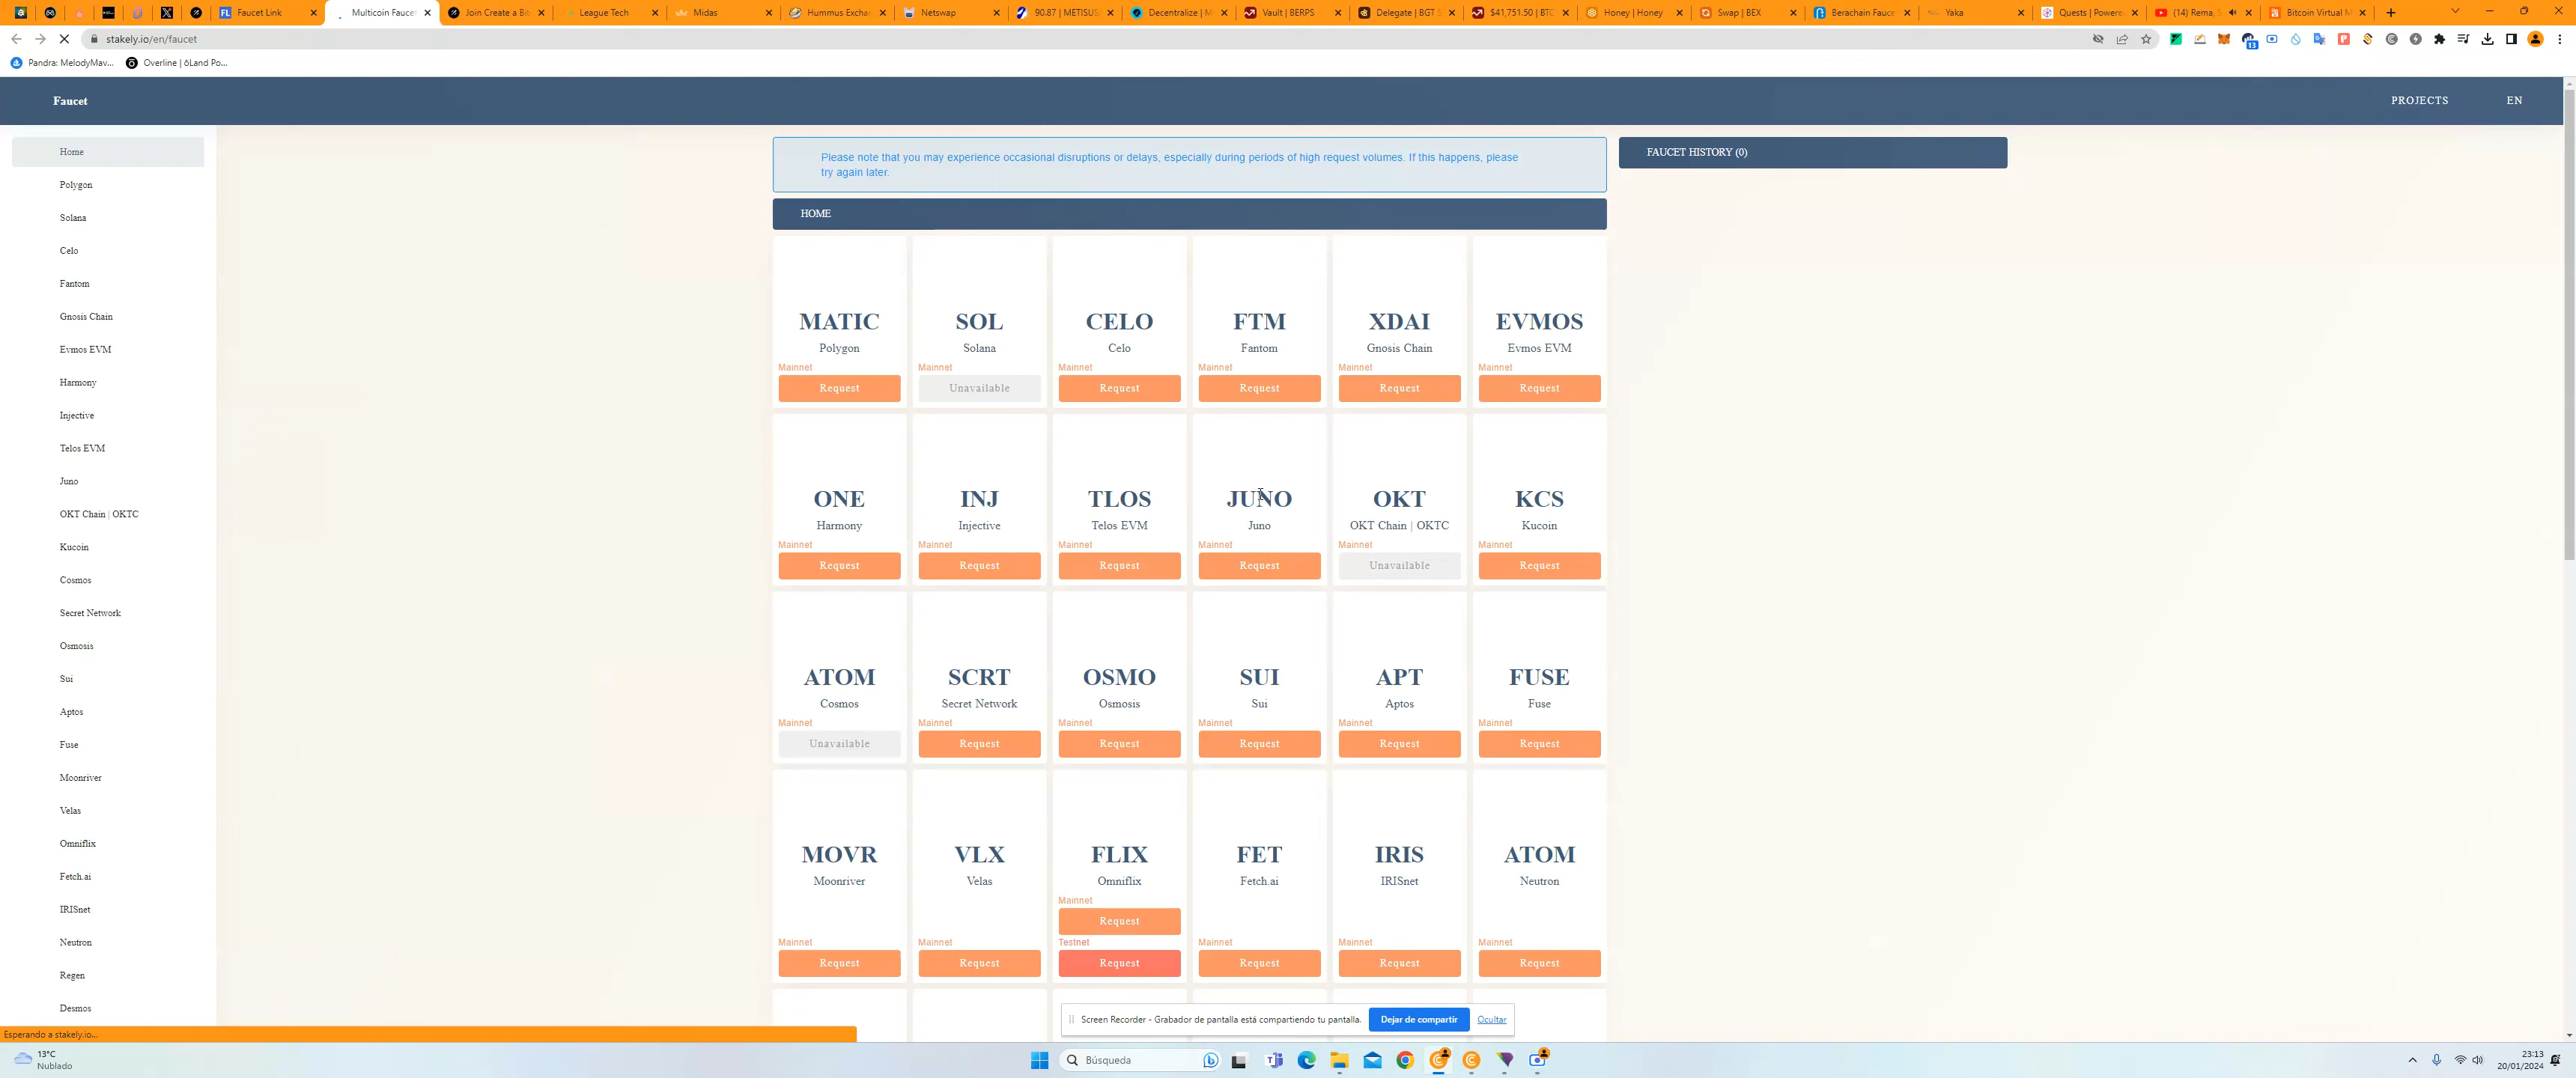 Faucet Link
Multicoin Faucet
Join Create a Bit
League Tech
Midas
Hummus Exchan
Netswap
90.87 | METISUS
Decentralize | M
Vault | BERPS
Delegate | BGT S
$41,751.50 | BTC
Honey | Honey
Swap | BEX
Berachain Fauce
Yaka
Quests | Powere
(14) Rema,
Bitcoin Virtual M
stakely.io/en/faucet
13
Pandra: MelodyMav...
Overline | ōLand Po...
Faucet
PROJECTS
EN
Home
Polygon
Solana
Celo
Fantom
Gnosis Chain
Evmos EVM
Harmony
Injective
Telos EVM
Juno
OKT Chain | OKTC
Kucoin
Cosmos
Secret Network
Osmosis
Sui
Aptos
Fuse
Moonriver
Velas
Omniflix
Fetch.ai
IRISnet
Neutron
Regen
Desmos
Please note that you may experience occasional disruptions or delays, especially during periods of high request volumes. If this happens, please
try again later.
FAUCET HISTORY (0)
HOME
MATIC SOL CELO FTM XDAI EVMOS
Polygon Solana Celo Fantom Gnosis Chain Evmos EVM
Mainnet Mainnet Mainnet Mainnet Mainnet Mainnet
Request Unavailable Request Request Request Request
ONE INJ TLOS JUNO OKT KCS
Harmony Injective Telos EVM Juno OKT Chain | OKTC Kucoin
Mainnet Mainnet Mainnet Mainnet Mainnet Mainnet
Request Request Request Request Unavailable Request
ATOM SCRT OSMO SUI APT FUSE
Cosmos Secret Network Osmosis Sui Aptos Fuse
Mainnet Mainnet Mainnet Mainnet Mainnet Mainnet
Unavailable Request Request Request Request Request
MOVR VLX FLIX FET IRIS ATOM
Moonriver Velas Omniflix Fetch.ai IRISnet Neutron
Mainnet
Request
Mainnet Mainnet Testnet Mainnet Mainnet Mainnet
Request Request Request Request Request Request
Screen Recorder - Grabador de pantalla está compartiendo tu pantalla.
Dejar de compartir
Ocultar
Esperando a stakely.io...
13°C
Nublado
Búsqueda
23:13
20/01/2024